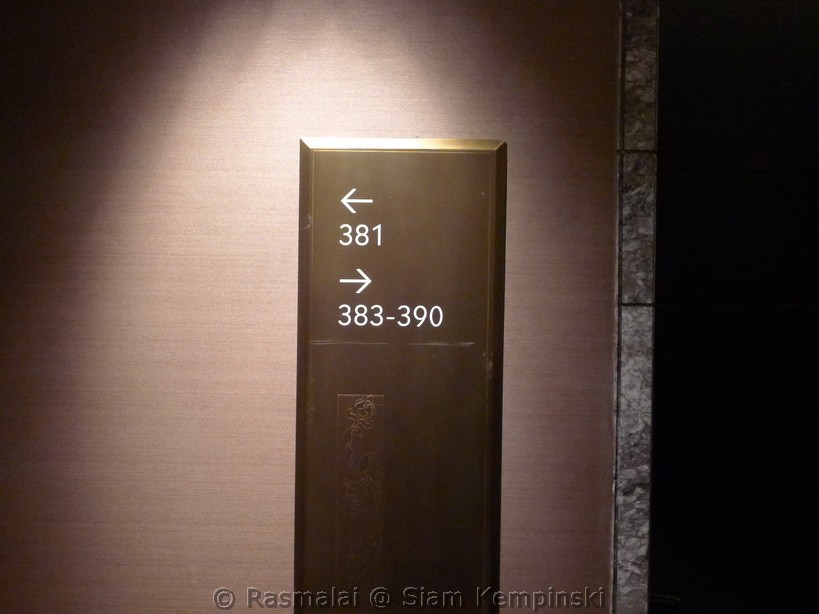 ←
381
→
383-390
© Rasmalai @ Siam Kempinski